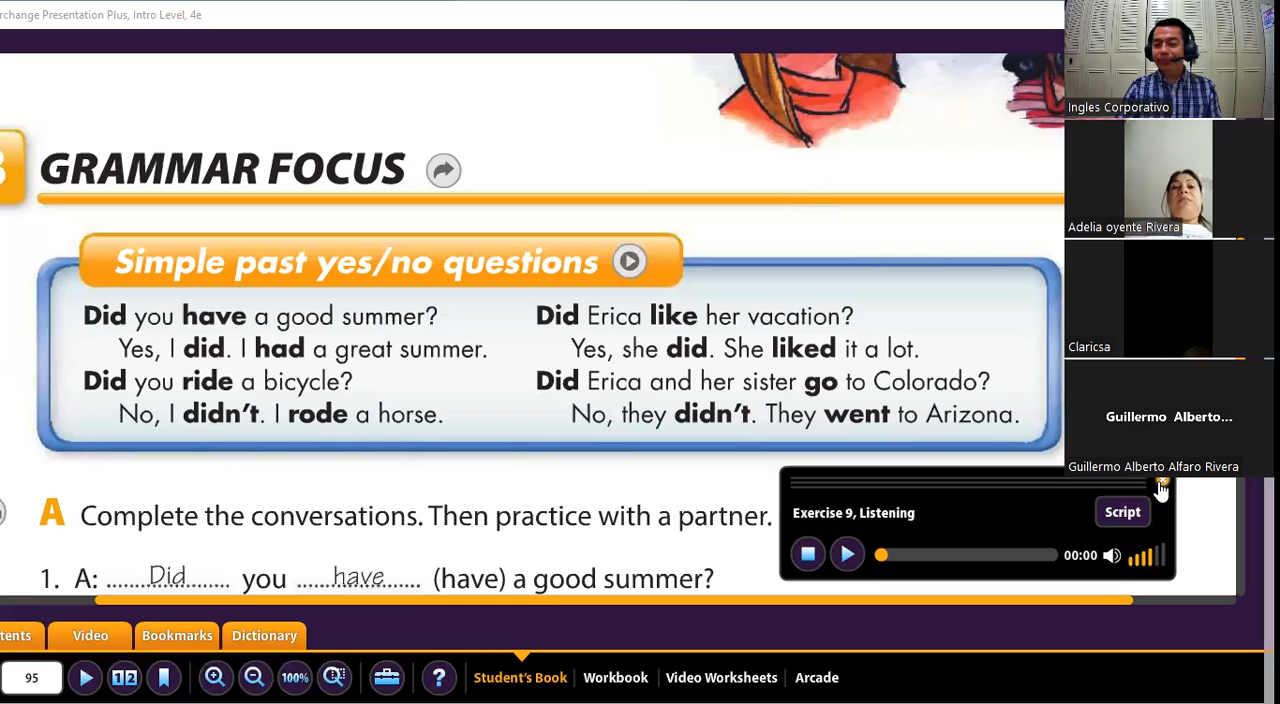 rchange Presentation Plus, Intro Level, 4e
GRAMMAR FOCUS
Simple past yes/no questions
Did you have a good summer?
Yes, I did. I had a great summer.
Did you ride a bicycle?
No, I didn't. I rode a horse.
Did Erica like her vacation?
Yes, she did. She liked it a lot.
Did Erica and her sister go to Colorado?
No, they didn't. They went to Arizona.
A Complete the conversations. Then practice with a partner.
1. A: Did you have (have) a good summer?
Exercise 9, Listening
Script
00:00
Ingles Corporativo
Adelia oyente Rivera
Claricsa
Guillermo Alberto...
Guillermo Alberto Alfaro Rivera
tents Video Bookmarks Dictionary
95 1 2 100% ? Student's Book Workbook Video Worksheets Arcade